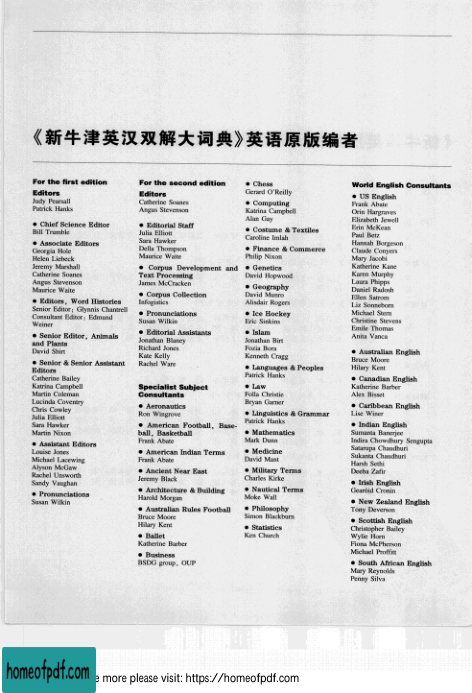 《新牛津英汉双解大词典》英语原版编者
For the first edition
Editors
Judy Pearsall
Patrick Hanks
● Chief Science Editor
Bill Trumble
● Associate Editors
Georgia Hole
Helen Liebeck
Jeremy Marshall
Catherine Soanes
Angus Stevenson
Maurice Waite
● Editors, Word Histories
Senior Editor; Glynnis Chantrell
Consultant Editor: Edmund
Weiner
● Senior Editor, Animals
and Plants
David Shirt
● Senior & Senior Assistant
Editors
Catherine Bailey
Katrina Campbell
Martin Coleman
Lucinda Coventry
Chris Cowley
Julia Elliott
Sara Hawker
Martin Nixon
● Assistant Editors
Louise Jones
Michael Lacewing
Alyson McGaw
Rachel Unsworth
Sandy Vaughan
● Pronunciations
Susan Wilkin
For the second edition
Editors
Catherine Soanes
Angus Stevenson
● Editorial Staff
Julia Elliott
Sara Hawker
Della Thompson
Maurice Waite
● Corpus Development and
Text Processing
James McCracken
● Corpus Collection
Infogistics
● Pronunciations
Susan Wilkin
● Editorial Assistants
Jonathan Blaney
Richard Jones
Kate Kelly
Rachel Ware
Specialist Subject
Consultants
● Aeronautics
Ron Wingrove
● American Football, Base-
ball, Basketball
Frank Abate
● American Indian Terms
Frank Abate
● Ancient Near East
Jeremy Black
● Architecture & Building
Harold Morgan
● Australian Rules Football
Bruce Moore
Hilary Kent
● Ballet
Katherine Barber
● Business
BSDG group, OUP
● Chess
Gerard O'Reilly
● Computing
Katrina Campbell
Alan Gay
● Costume & Textiles
Caroline Imlah
● Finance & Commerce
Philip Nixon
● Genetics
David Hopwood
● Geography
David Munro
Alisdair Rogers
● Ice Hockey
Eric Sinkins
● Islam
Jonathan Birt
Fozia Bora
Kenneth Cragg
● Languages & Peoples
Patrick Hanks
● Law
Folla Christie
Bryan Garner
● Linguistics & Grammar
Patrick Hanks
● Mathematics
Mark Dunn
● Medicine
David Mant
● Military Terms
Charles Kirke
● Nautical Terms
Moke Wall
● Philosophy
Simon Blackburn
● Statistics
Ken Church
World English Consultants
● US English
Frank Abate
Orin Hargraves
Elizabeth Jewell
Erin McKean
Paul Betz
Hannah Borgeson
Claude Conyers
Mary Jacobi
Katherine Kane
Karen Murphy
Laura Phipps
Daniel Radosh
Ellen Satrom
Liz Sonneborn
Michael Stern
Christine Stevens
Emile Thomas
Anita Vanca
● Australian English
Bruce Moore
Hilary Kent
● Canadian English
Katherine Barber
Alex Bisset
● Caribbean English
Lise Winer
● Indian English
Sumanta Banerjee
Indira Chowdhury Sengupta
Satarupa Chaudhuri
Sukanta Chaudhuri
Harsh Sethi
Deeba Zafir
● Irish English
Gearóid Cronin
● New Zealand English
Tony Deverson
● Scottish English
Christopher Bailey
Wylie Horn
Fiona McPherson
Michael Proffitt
● South African English
Mary Reynolds
Penny Silva
homeofpdf.com
e more please visit: https://homeofpdf.com